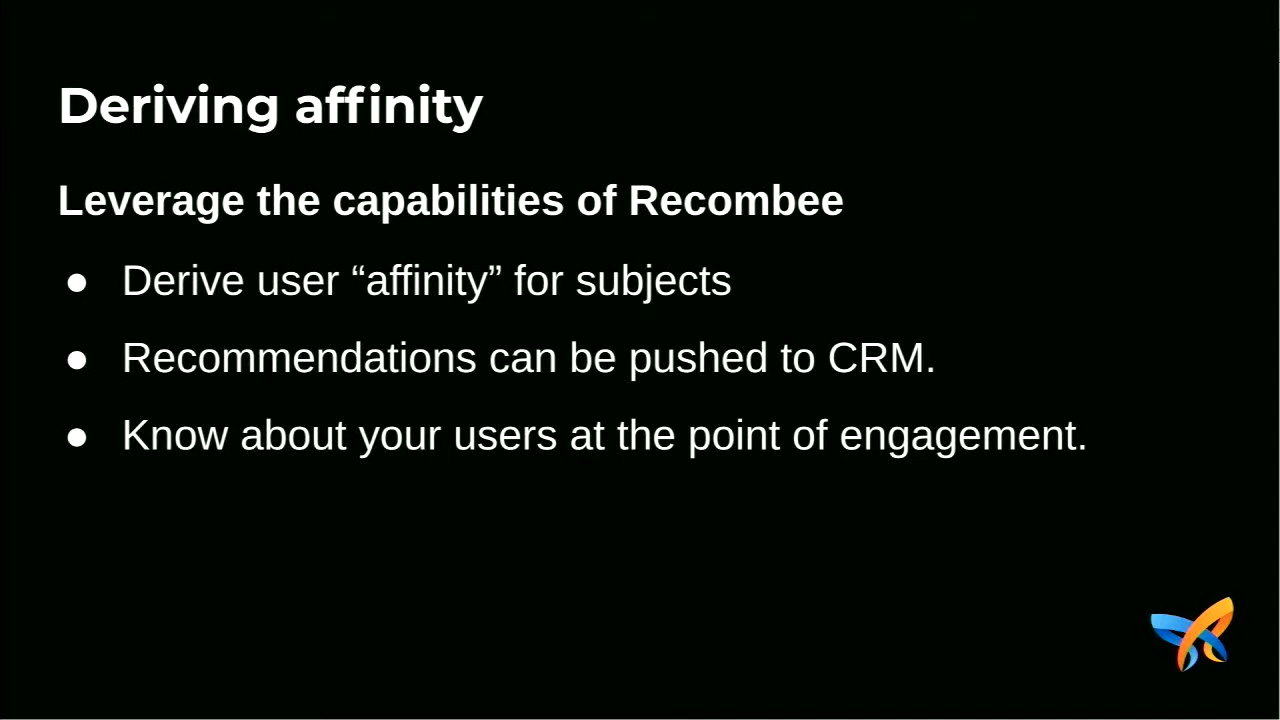 Deriving affinity
Leverage the capabilities of Recombee
● Derive user “affinity” for subjects
● Recommendations can be pushed to CRM.
● Know about your users at the point of engagement.